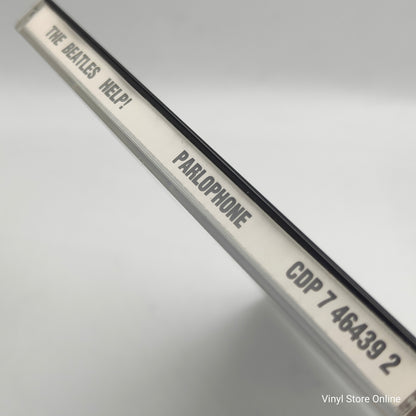 THE BEATLES HELP! PARLOPHONE CDP 7 46439 2
Vinyl Store Online